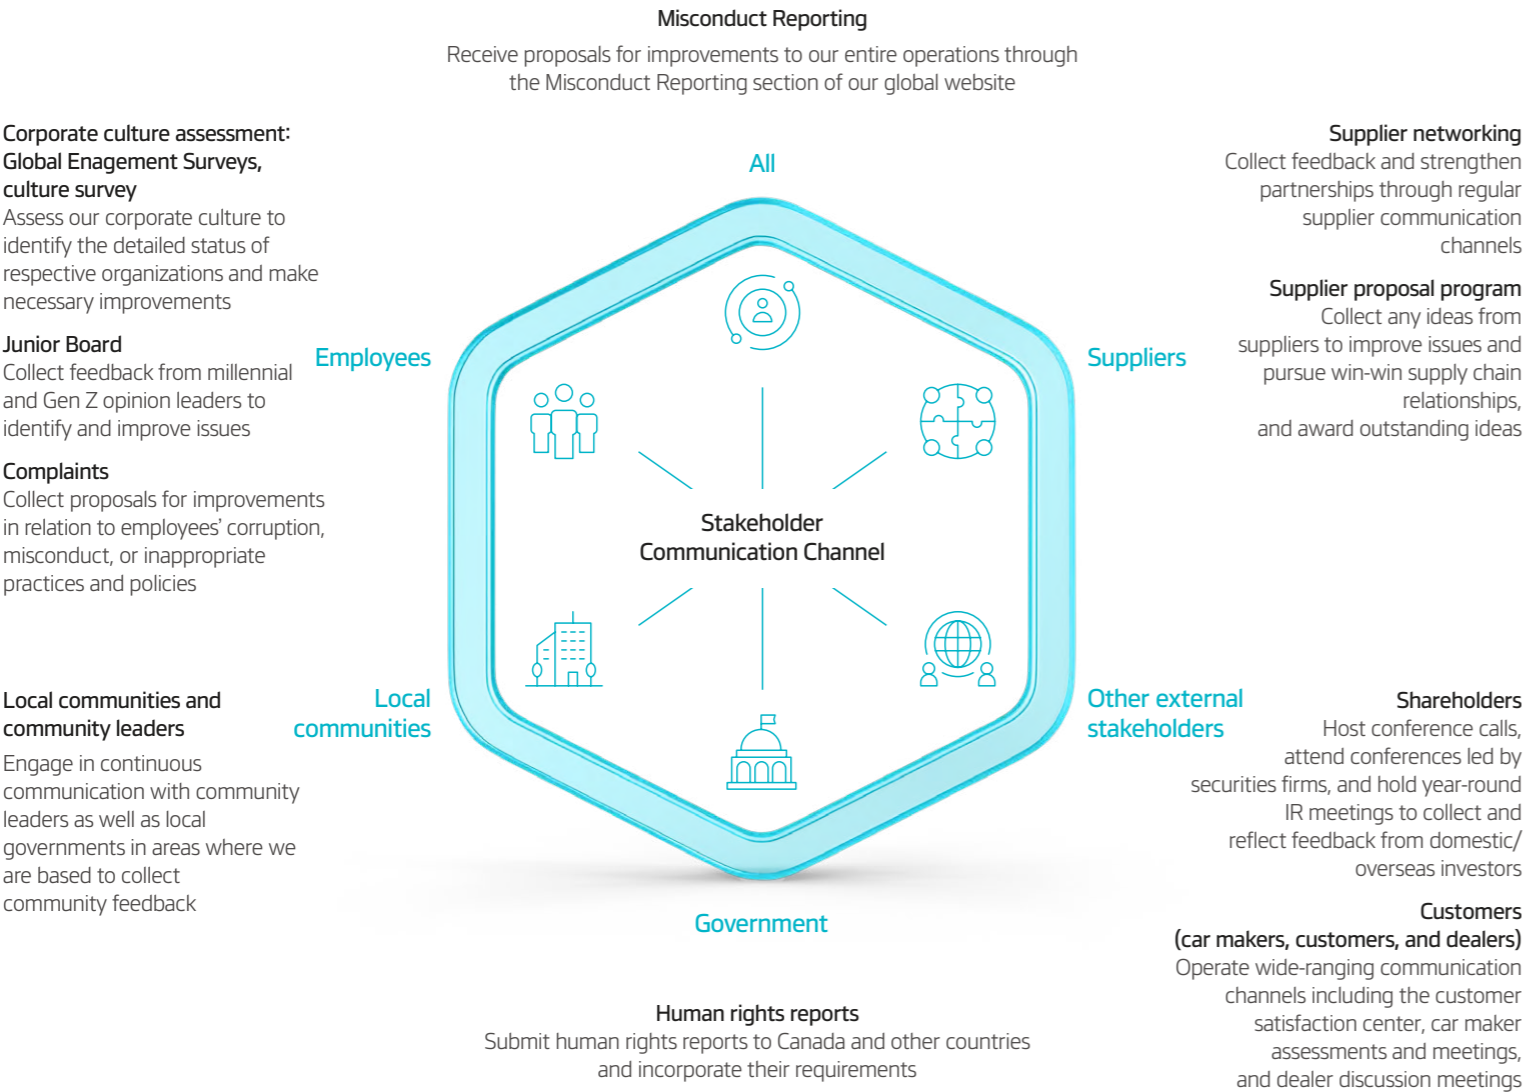 Misconduct Reporting
Receive proposals for improvements to our entire operations through
the Misconduct Reporting section of our global website
All
Corporate culture assessment:
Global Enagement Surveys,
culture survey
Assess our corporate culture to
identify the detailed status of
respective organizations and make
necessary improvements
Junior Board
Collect feedback from millennial
and Gen Z opinion leaders to
identify and improve issues
Complaints
Collect proposals for improvements
in relation to employees’ corruption,
misconduct, or inappropriate
practices and policies
Employees
Supplier networking
Collect feedback and strengthen
partnerships through regular
supplier communication
channels
Supplier proposal program
Collect any ideas from
suppliers to improve issues and
pursue win-win supply chain
relationships,
and award outstanding ideas
Suppliers
Stakeholder
Communication Channel
Local communities and
community leaders
Engage in continuous
communication with community
leaders as well as local
governments in areas where we
are based to collect
community feedback
Local
communities
Other external
stakeholders
Shareholders
Host conference calls,
attend conferences led by
securities firms, and hold year-round
IR meetings to collect and
reflect feedback from domestic/
overseas investors
Customers
(car makers, customers, and dealers)
Operate wide-ranging communication
channels including the customer
satisfaction center, car maker
assessments and meetings,
and dealer discussion meetings
Government
Human rights reports
Submit human rights reports to Canada and other countries
and incorporate their requirements